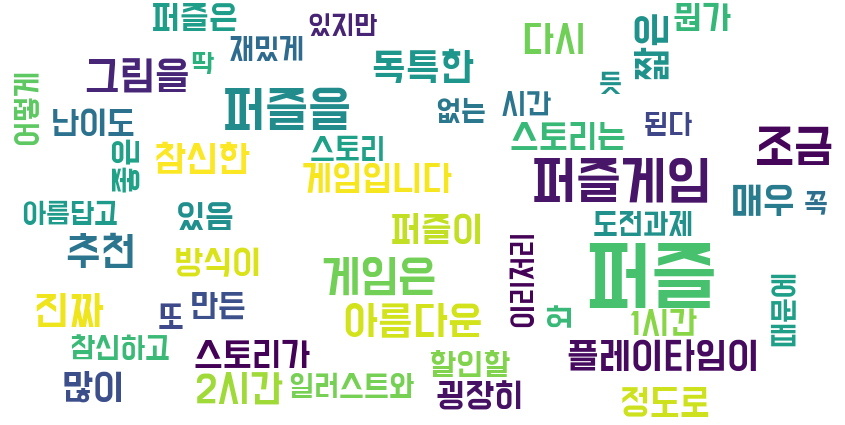 퍼즐은
있지만
뭔가
재밌게
딱
다시
짧은
그림을
독특한
듯
어떻게
난이도
퍼즐을
없는
시간
된다
스토리는
조금
좋은
참신한
스토리
게임입니다
퍼즐게임
매우
꼭
아름답고
있음
퍼즐이
도전과제
추천
방식이
게임은
이리저리
퍼즐
때문에
진짜
또
만든
아름다운
와
1시간
참신하고
스토리가
할인할
플레이타임이
많이
2시간
일러스트와
굉장히
정도로